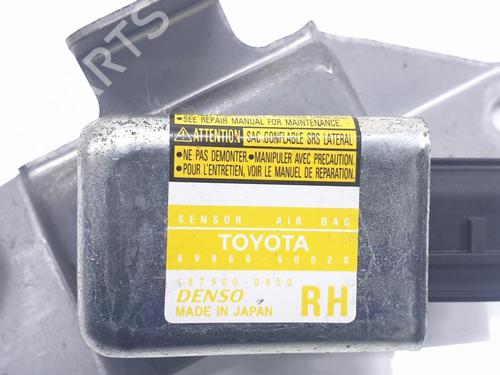 PARTS
• SEE REPAIR MANUAL FOR MAINTENANCE.
ATTENTION - SAC GONFLABLE SRS LATERAL
• NE PAS DEMONTER • MANIPULER AVEC PRECAUTION.
• POUR L'ENTRETIEN, VOIR LE MANUEL DE REPARATION.
SENSOR, AIR BAG
TOYOTA
89860-60020
187900-0450
DENSO
MADE IN JAPAN
RH